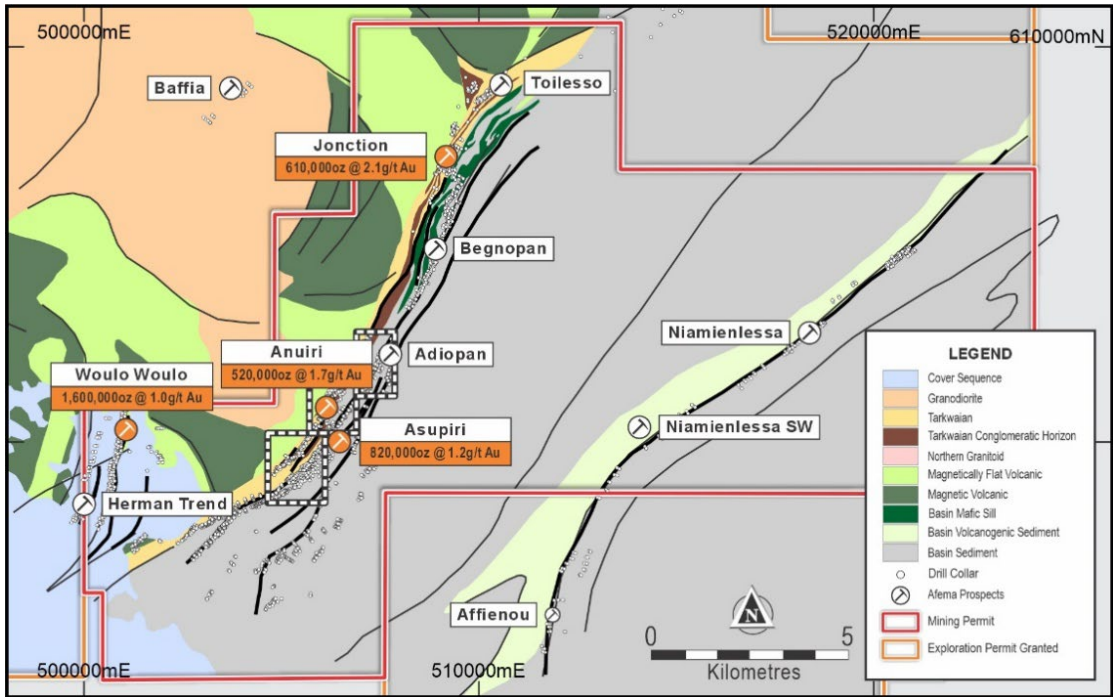 500000mE
520000mE
610000mN
Baffia
Toilesso
Jonction
610,000oz @ 2.1g/t Au
Begnopan
Anuiri
520,000oz @ 1.7g/t Au
Adiopan
Niamienlessa
Woulo Woulo
1,600,000oz @ 1.0g/t Au
Asupiri
820,000oz @ 1.2g/t Au
Niamienlessa SW
Herman Trend
Affienou
N
0
5
Kilometres
500000mE
510000mE
LEGEND
Cover Sequence
Granodiorite
Tarkwaian
Tarkwaian Conglomeratic Horizon
Northern Granitoid
Magnetically Flat Volcanic
Magnetic Volcanic
Basin Mafic Sill
Basin Volcanogenic Sediment
Basin Sediment
Drill Collar
Afema Prospects
Mining Permit
Exploration Permit Granted